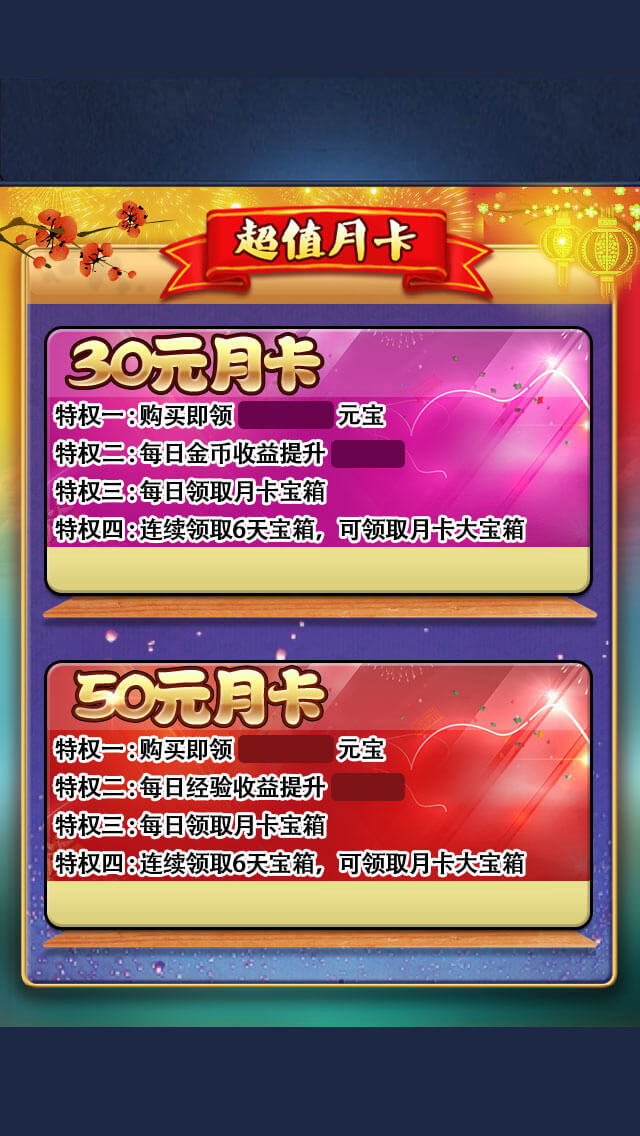 超值月卡
30元月卡
特权一:购买即领 元宝
特权二:每日金币收益提升
特权三:每日领取月卡宝箱
特权四:连续领取6天宝箱，可领取月卡大宝箱
50元月卡
特权一:购买即领 元宝
特权二:每日经验收益提升
特权三:每日领取月卡宝箱
特权四:连续领取6天宝箱，可领取月卡大宝箱